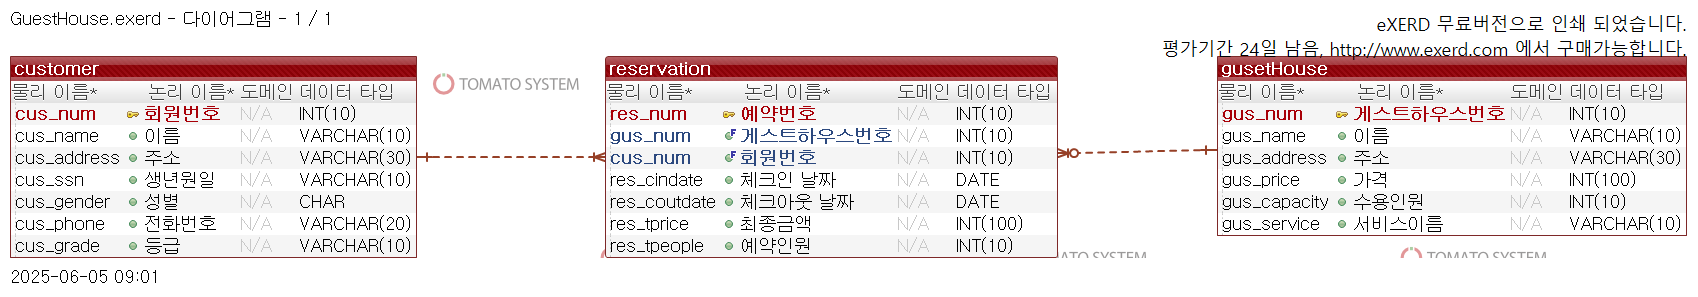 GuestHouse.exerd - 다이어그램 - 1 / 1
eXERD 무료버전으로 인쇄 되었습니다.
평가기간 24일 남음, http://www.exerd.com 에서 구매가능합니다.
customer
물리 이름* 논리 이름* 도메인 데이터 타입
cus_num 회원번호 N/A INT(10)
cus_name 이름 N/A VARCHAR(10)
cus_address 주소 N/A VARCHAR(30)
cus_ssn 생년원일 N/A VARCHAR(10)
cus_gender 성별 N/A CHAR
cus_phone 전화번호 N/A VARCHAR(20)
cus_grade 등급 N/A VARCHAR(10)
TOMATO SYSTEM
reservation
물리 이름* 논리 이름* 도메인 데이터 타입
res_num 예약번호 N/A INT(10)
gus_num F 게스트하우스번호 N/A INT(10)
cus_num F 회원번호 N/A INT(10)
res_cindate 체크인 날짜 N/A DATE
res_coutdate 체크아웃 날짜 N/A DATE
res_tprice 최종금액 N/A INT(100)
res_tpeople 예약인원 N/A INT(10)
gusetHouse
물리 이름* 논리 이름* 도메인 데이터 타입
gus_num 게스트하우스번호 N/A INT(10)
gus_name 이름 N/A VARCHAR(10)
gus_address 주소 N/A VARCHAR(30)
gus_price 가격 N/A INT(100)
gus_capacity 수용인원 N/A INT(10)
gus_service 서비스이름 N/A VARCHAR(10)
TOMATO SYSTEM
TOMATO SYSTEM
2025-06-05 09:01